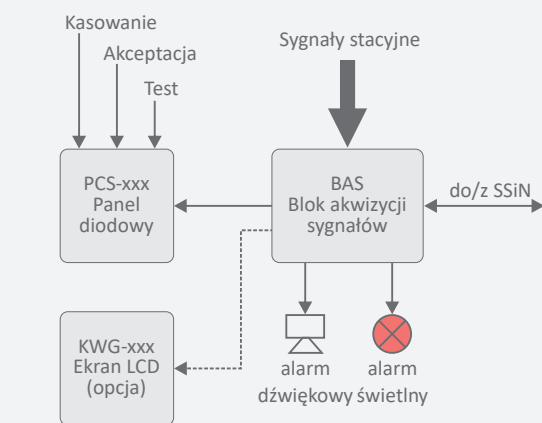 Kasowanie
Akceptacja
Test
Sygnały stacyjne
PCS-xxx
Panel
diodowy
BAS
Blok akwizycji
sygnałów
do/z SSiN
KWG-xxx
Ekran LCD
(opcja)
alarm
dźwiękowy
alarm
świetlny